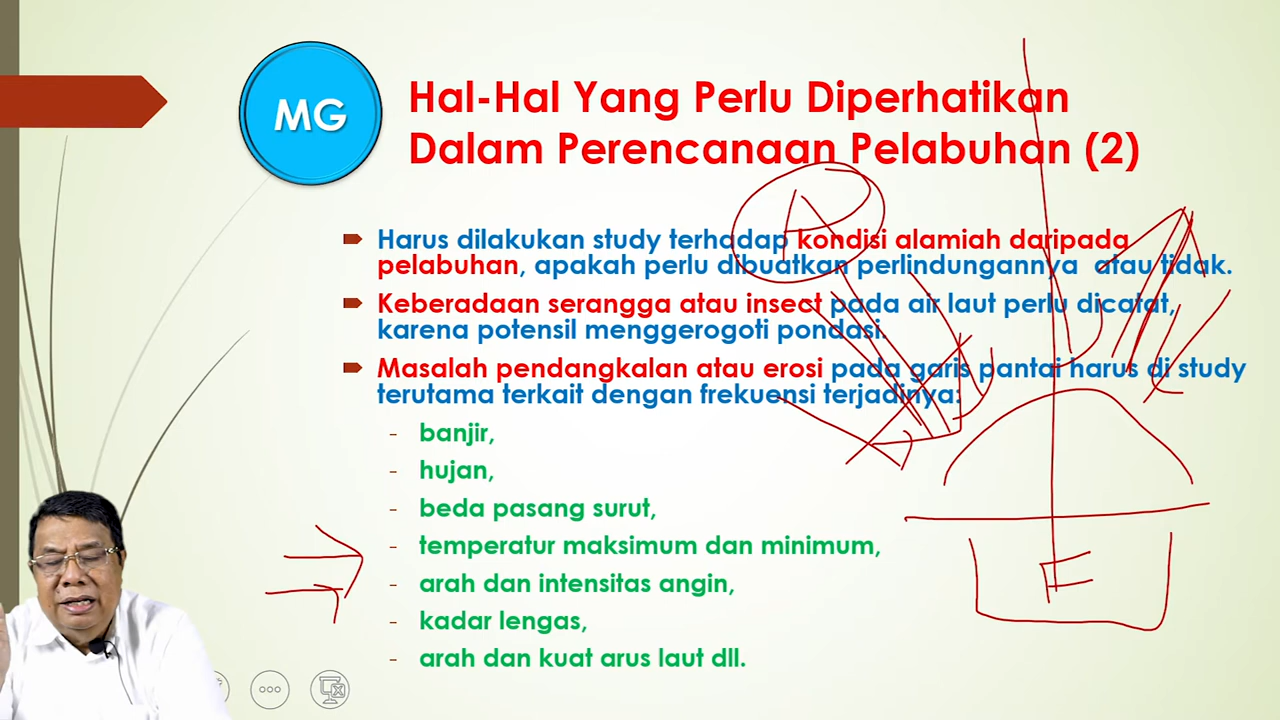 MG
Hal-Hal Yang Perlu Diperhatikan
Dalam Perencanaan Pelabuhan (2)
Harus dilakukan study terhadap kondisi alamiah daripada
pelabuhan, apakah perlu dibuatkan perlindungannya atau tidak.
Keberadaan serangga atau insect pada air laut perlu dicatat,
karena potensil menggerogoti pondasi.
Masalah pendangkalan atau erosi pada garis pantai harus di study
terutama terkait dengan frekuensi terjadinya:
- banjir,
- hujan,
- beda pasang surut,
- temperatur maksimum dan minimum,
- arah dan intensitas angin,
- kadar lengas,
- arah dan kuat arus laut dll.
A
E